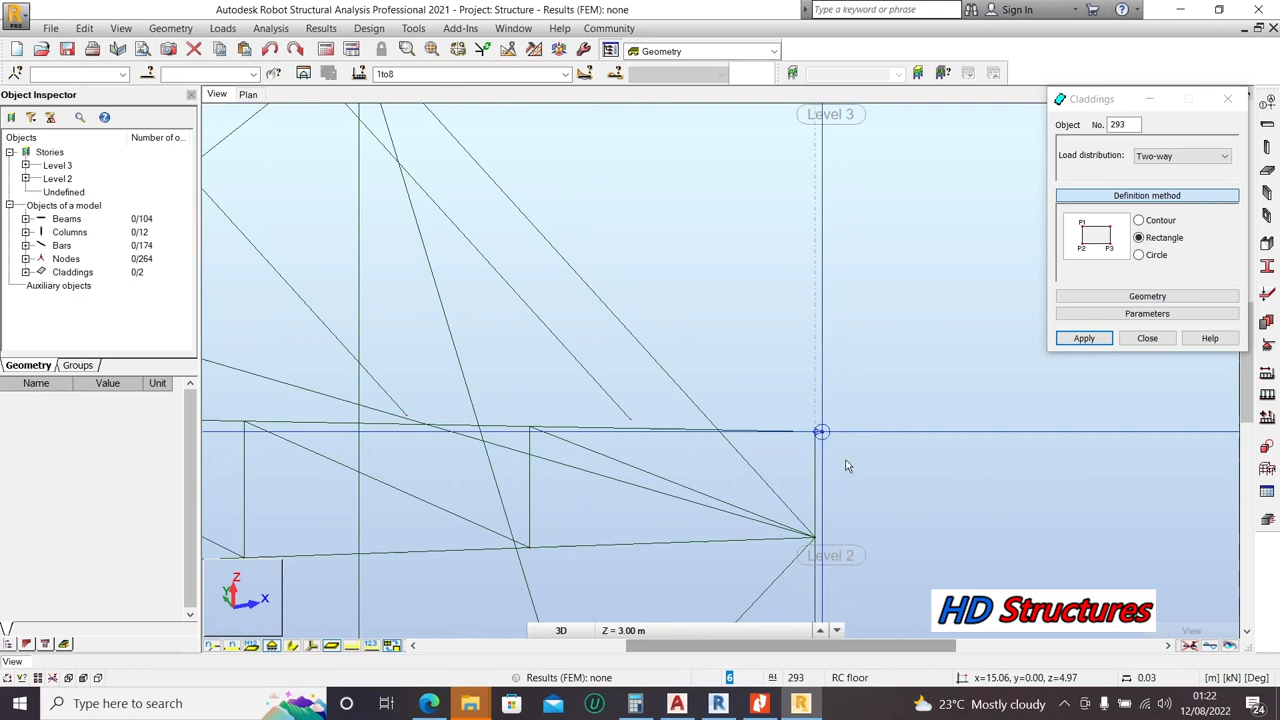 Autodesk Robot Structural Analysis Professional 2021 - Project: Structure - Results (FEM): none
Type a keyword or phrase
Sign In
PRO
File Edit View Geometry Loads Analysis Results Design Tools Add-Ins Window Help Community
Geometry
1to8
Object Inspector
View Plan
Objects Number of o...
Stories
Level 3
Level 2
Undefined
Objects of a model
Beams 0/104
Columns 0/12
Bars 0/174
Nodes 0/264
Claddings 0/2
Auxiliary objects
Geometry Groups
Name Value Unit
Level 3
Level 2
Claddings
Object No. 293
Load distribution: Two-way
Definition method
P1
P2 P3
Contour
Rectangle
Circle
Geometry
Parameters
Apply Close Help
HD Structures
Z
Y
X
3D Z = 3.00 m
View
View
Results (FEM): none 6 293 RC floor x=15.06, y=0.00, z=4.97 0.03 [m] [kN] [Deg]
Type here to search
23°C Mostly cloudy
01:22
12/08/2022
24